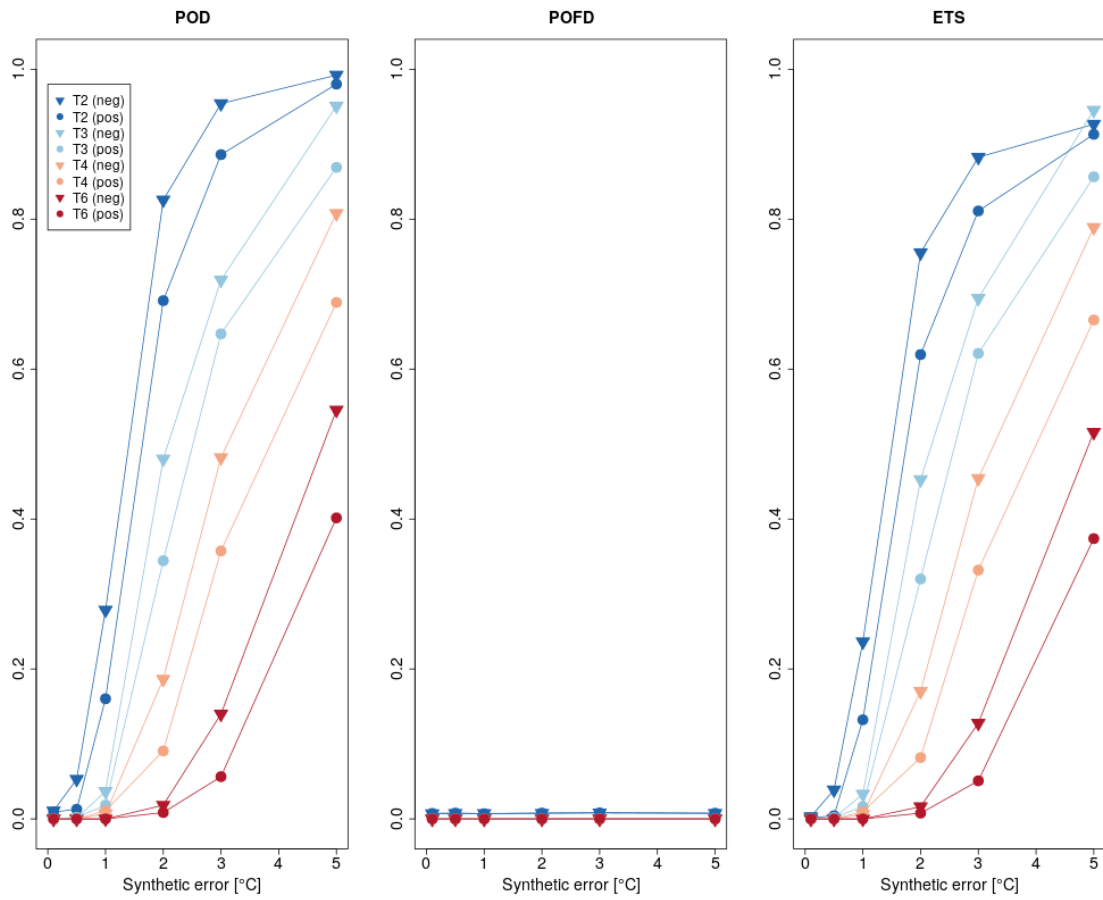 POD
POFD
ETS
1.0
0.8
0.6
0.4
0.2
0.0
T2 (neg)
T2 (pos)
T3 (neg)
T3 (pos)
T4 (neg)
T4 (pos)
T6 (neg)
T6 (pos)
0 1 2 3 5
Synthetic error [°C]
1.0
0.8
0.6
0.4
0.2
0.0
0 1 2 3 5
Synthetic error [°C]
1.0
0.8
0.6
0.4
0.2
0.0
0 1 2 3 5
Synthetic error [°C]